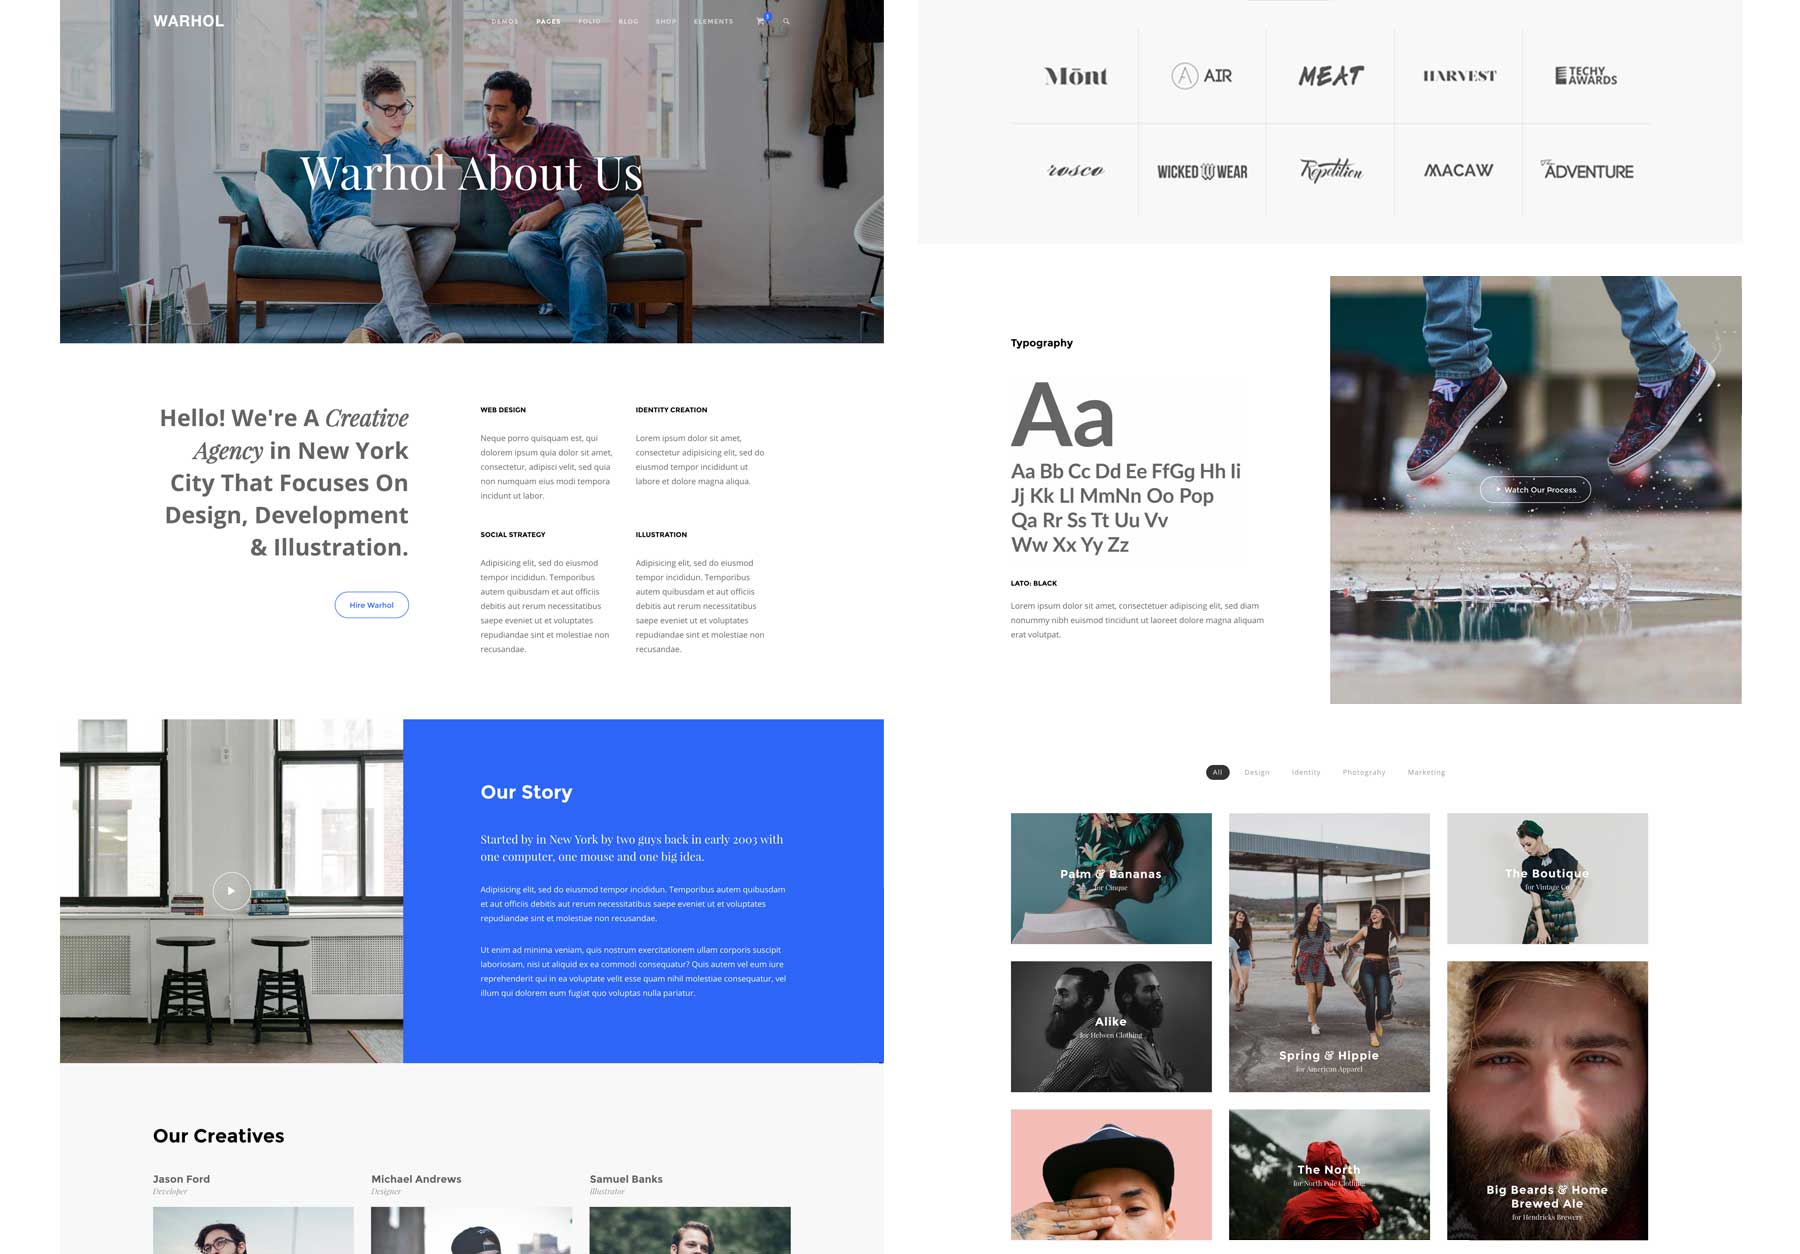 WARHOL
DEMOS PAGES FOLIO BLOG SHOP ELEMENTS
3
Warhol About Us
Hello! We're A Creative
Agency in New York
City That Focuses On
Design, Development
& Illustration.
Hire Warhol
WEB DESIGN
Neque porro quisquam est, qui
dolorem ipsum quia dolor sit amet,
consectetur, adipisci velit, sed quia
non numquam eius modi tempora
incidunt ut labor.
IDENTITY CREATION
Lorem ipsum dolor sit amet,
consectetur adipisicing elit, sed do
eiusmod tempor incididunt ut
labore et dolore magna aliqua.
SOCIAL STRATEGY
Adipisicing elit, sed do eiusmod
tempor incididun. Temporibus
autem quibusdam et aut officiis
debitis aut rerum necessitatibus
saepe eveniet ut et voluptates
repudiandae sint et molestiae non
recusandae.
ILLUSTRATION
Adipisicing elit, sed do eiusmod
tempor incididun. Temporibus
autem quibusdam et aut officiis
debitis aut rerum necessitatibus
saepe eveniet ut et voluptates
repudiandae sint et molestiae non
recusandae.
Our Story
Started by in New York by two guys back in early 2003 with
one computer, one mouse and one big idea.
Adipisicing elit, sed do eiusmod tempor incididun. Temporibus autem quibusdam
et aut officiis debitis aut rerum necessitatibus saepe eveniet ut et voluptates
repudiandae sint et molestiae non recusandae.
Ut enim ad minima veniam, quis nostrum exercitationem ullam corporis suscipit
laboriosam, nisi ut aliquid ex ea commodi consequatur? Quis autem vel eum iure
reprehenderit qui in ea voluptate velit esse quam nihil molestiae consequatur, vel
illum qui dolorem eum fugiat quo voluptas nulla pariatur.
Our Creatives
Jason Ford
Developer
Michael Andrews
Designer
Samuel Banks
Illustrator
Mōnt
A AIR
MEAT
HARVEST
TECHY
AWARDS
rosco
WICKED WEAR
Repetition
MACAW
The
ADVENTURE
Typography
Aa
Aa Bb Cc Dd Ee FfGg Hh Ii
Jj Kk Ll MmNn Oo Pop
Qa Rr Ss Tt Uu Vv
Ww Xx Yy Zz
LATO: BLACK
Lorem ipsum dolor sit amet, consectetuer adipiscing elit, sed diam
nonummy nibh euismod tincidunt ut laoreet dolore magna aliquam
erat volutpat.
Watch Our Process
All Design Identity Photograhy Marketing
Palm & Bananas
for Cinque
The Boutique
for Vintage Co
Alike
for Helwen Clothing
Spring & Hippie
for American Apparel
The North
for North Pole Clothing
Big Beards & Home
Brewed Ale
for Hendricks Brewery